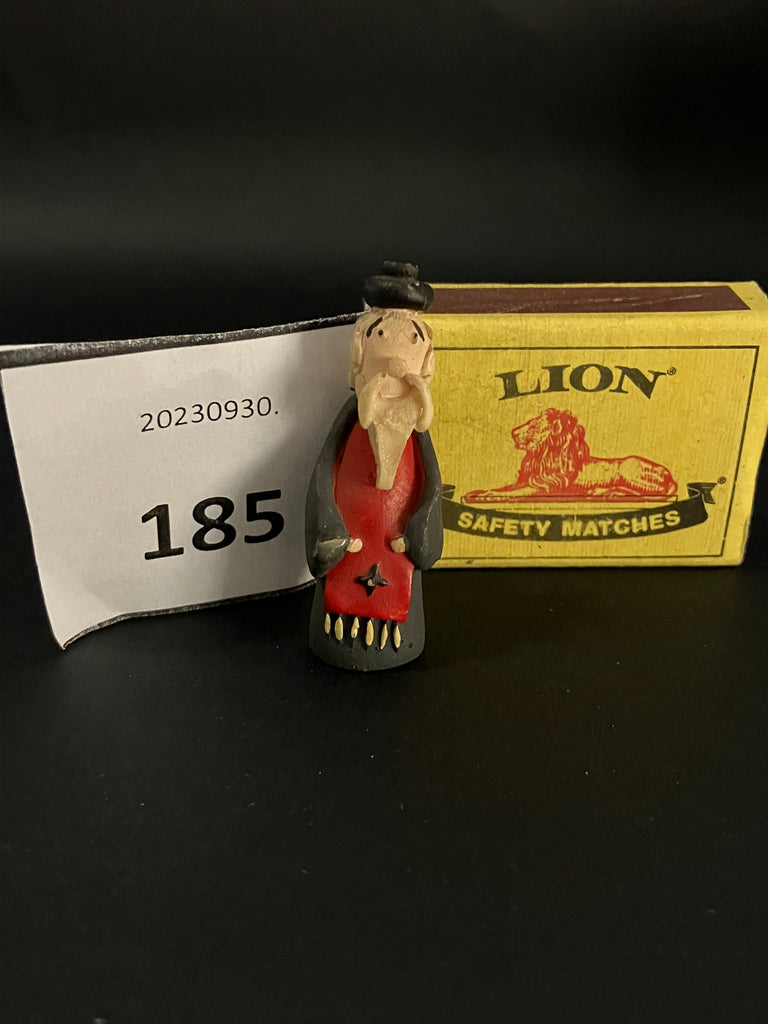 20230930.
185
LION®
SAFETY MATCHES®